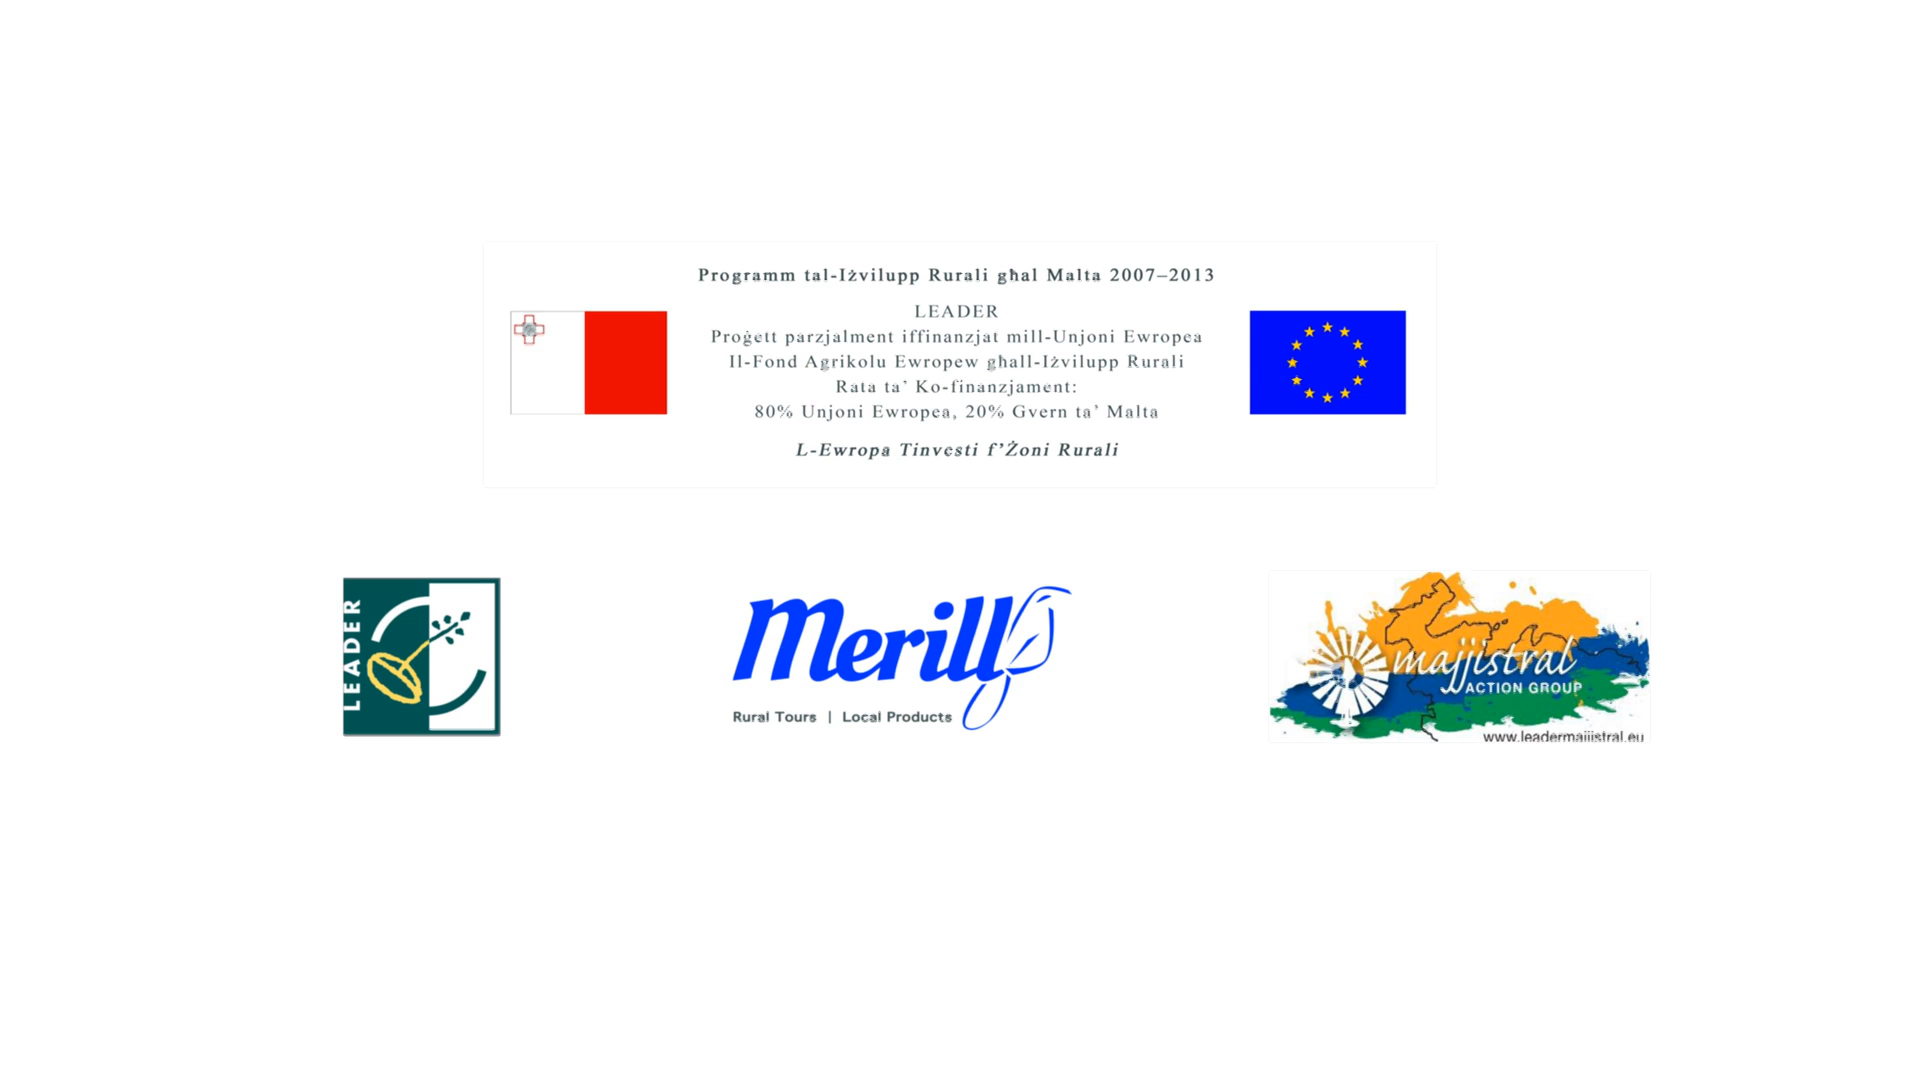 Programm tal-Iżvilupp Rurali għal Malta 2007–2013
LEADER
Proġett parzjalment iffinanzjat mill-Unjoni Ewropea
Il-Fond Agrikolu Ewropew għall-Iżvilupp Rurali
Rata ta’ Ko-finanzjament:
80% Unjoni Ewropea, 20% Gvern ta’ Malta
L-Ewropa Tinvesti f’Żoni Rurali
LEADER
Merill
Rural Tours | Local Products
majjistral
ACTION GROUP
www.leadermajjistral.eu